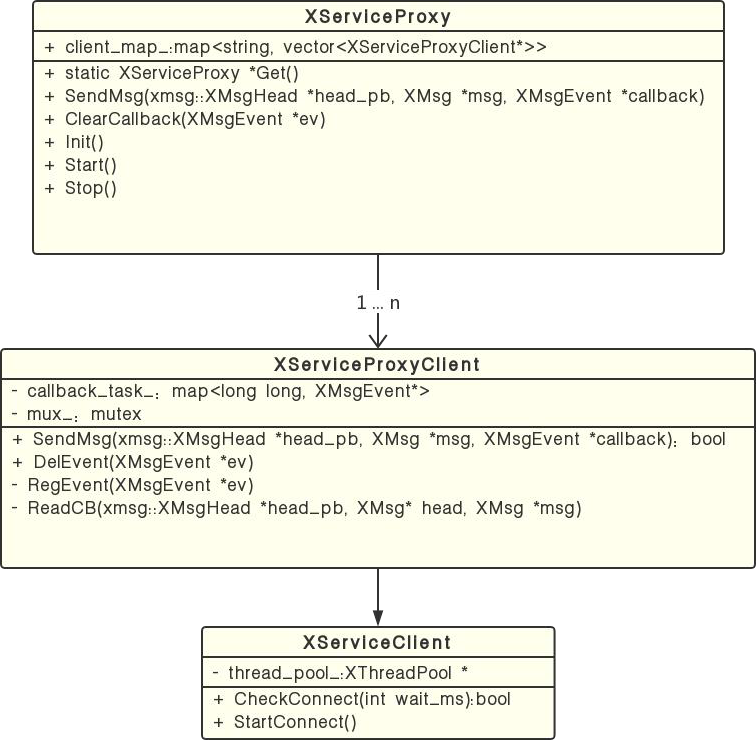 XServiceProxy
+ client_map_:map<string, vector<XServiceProxyClient*>>
+ static XServiceProxy *Get()
+ SendMsg(xmsg::XMsgHead *head_pb, XMsg *msg, XMsgEvent *callback)
+ ClearCallback(XMsgEvent *ev)
+ Init()
+ Start()
+ Stop()
1 ... n
XServiceProxyClient
- callback_task_：map<long long, XMsgEvent*>
- mux_：mutex
+ SendMsg(xmsg::XMsgHead *head_pb, XMsg *msg, XMsgEvent *callback)：bool
+ DelEvent(XMsgEvent *ev)
- RegEvent(XMsgEvent *ev)
- ReadCB(xmsg::XMsgHead *head_pb, XMsg* head, XMsg *msg)
XServiceClient
- thread_pool_:XThreadPool *
+ CheckConnect(int wait_ms):bool
+ StartConnect()